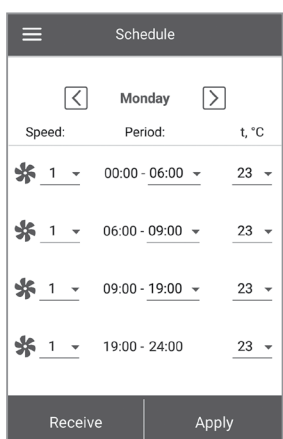 Schedule
Monday
Speed: Period: t, °C
1 00:00 - 06:00 23
1 06:00 - 09:00 23
1 09:00 - 19:00 23
1 19:00 - 24:00 23
Receive Apply